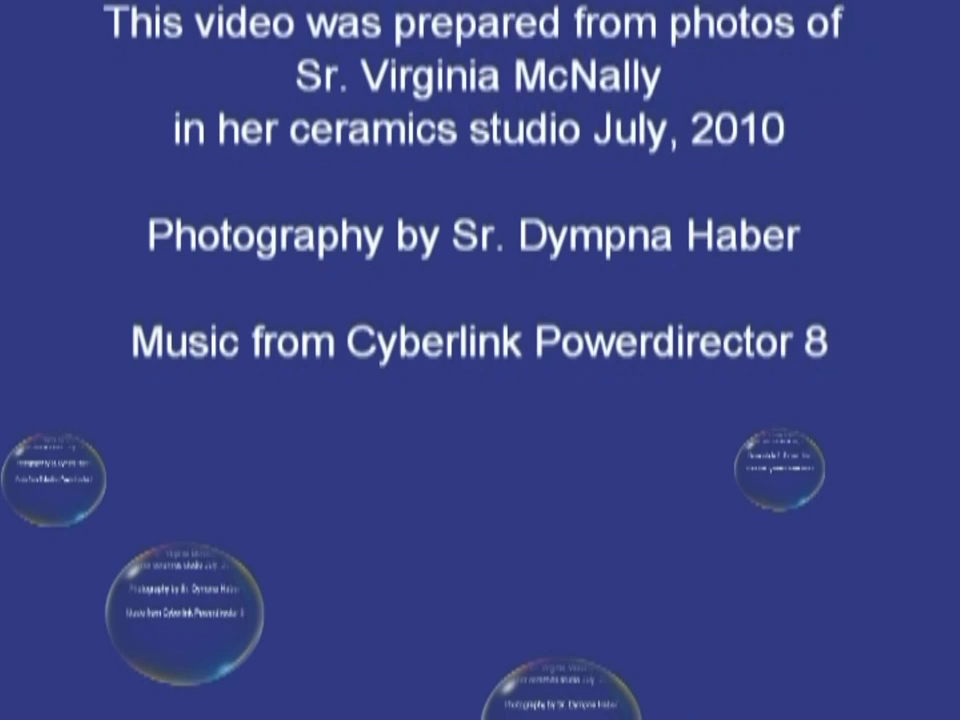 This video was prepared from photos of
Sr. Virginia McNally
in her ceramics studio July, 2010
Photography by Sr. Dympna Haber
Music from Cyberlink Powerdirector 8